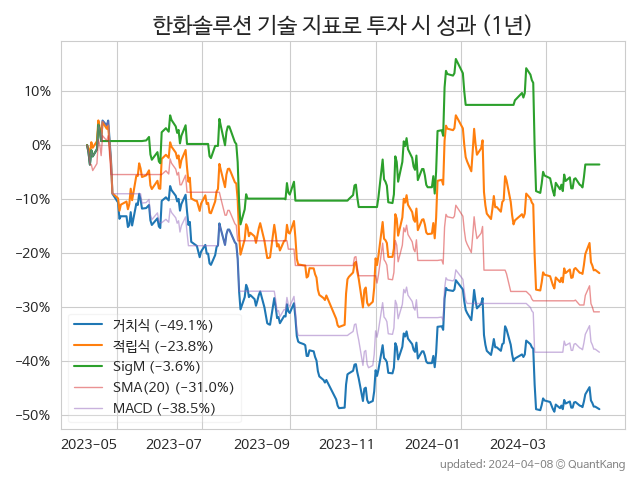 한화솔루션 기술 지표로 투자 시 성과 (1년)
10%
0%
−10%
−20%
−30%
−40%
−50%
거치식 (−49.1%)
적립식 (−23.8%)
SigM (−3.6%)
SMA(20) (−31.0%)
MACD (−38.5%)
2023-05 2023-07 2023-09 2023-11 2024-01 2024-03
updated: 2024-04-08 ⓒ QuantKang